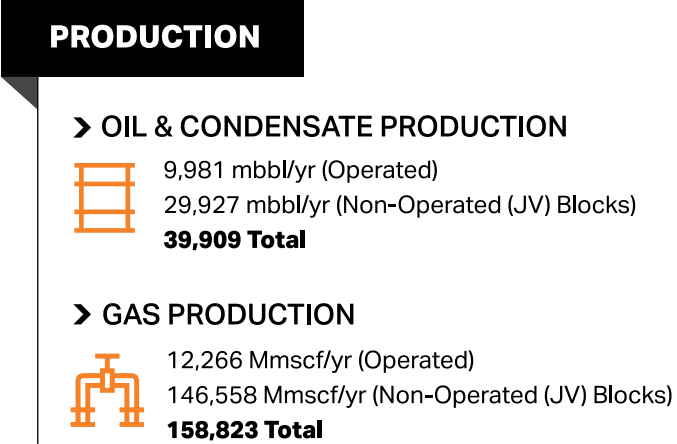 PRODUCTION
OIL & CONDENSATE PRODUCTION
9,981 mbbl/yr (Operated)
29,927 mbbl/yr (Non-Operated (JV) Blocks)
39,909 Total
GAS PRODUCTION
12,266 Mmscf/yr (Operated)
146,558 Mmscf/yr (Non-Operated (JV) Blocks)
158,823 Total